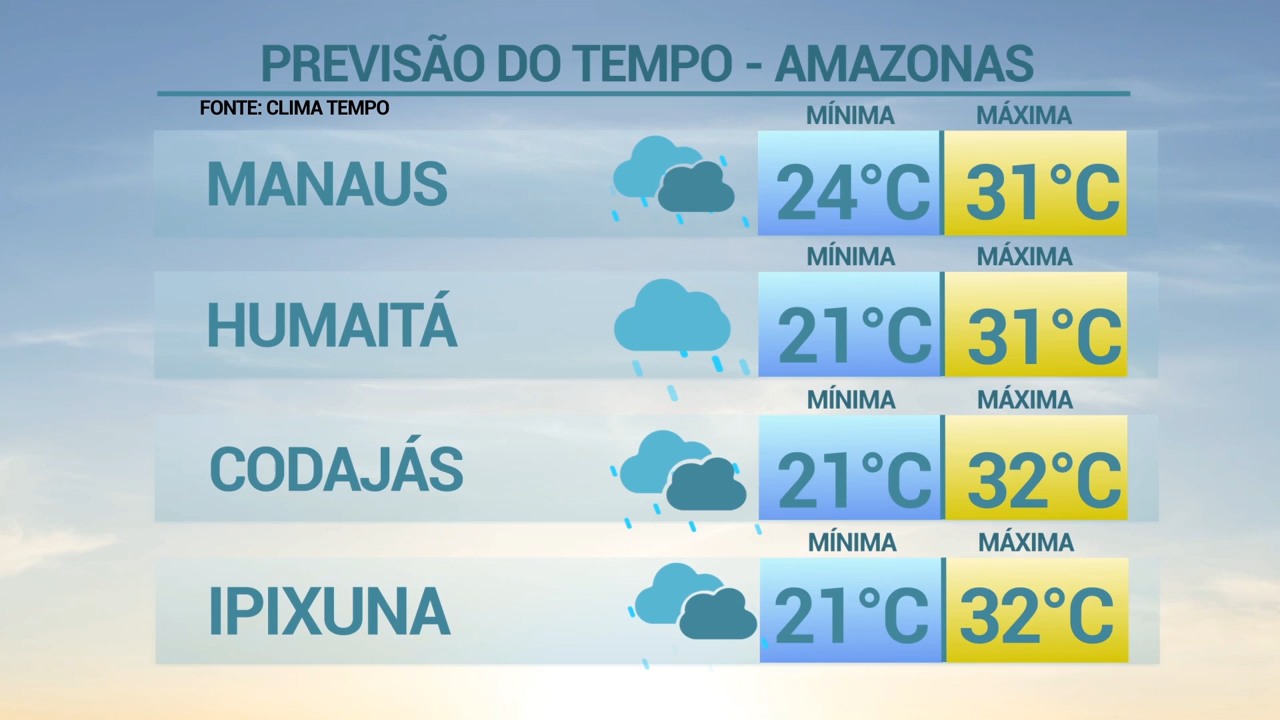 PREVISÃO DO TEMPO - AMAZONAS
FONTE: CLIMA TEMPO
MÍNIMA MÁXIMA
MANAUS 24°C 31°C
MÍNIMA MÁXIMA
HUMAITÁ 21°C 31°C
MÍNIMA MÁXIMA
CODAJÁS 21°C 32°C
MÍNIMA MÁXIMA
IPIXUNA 21°C 32°C